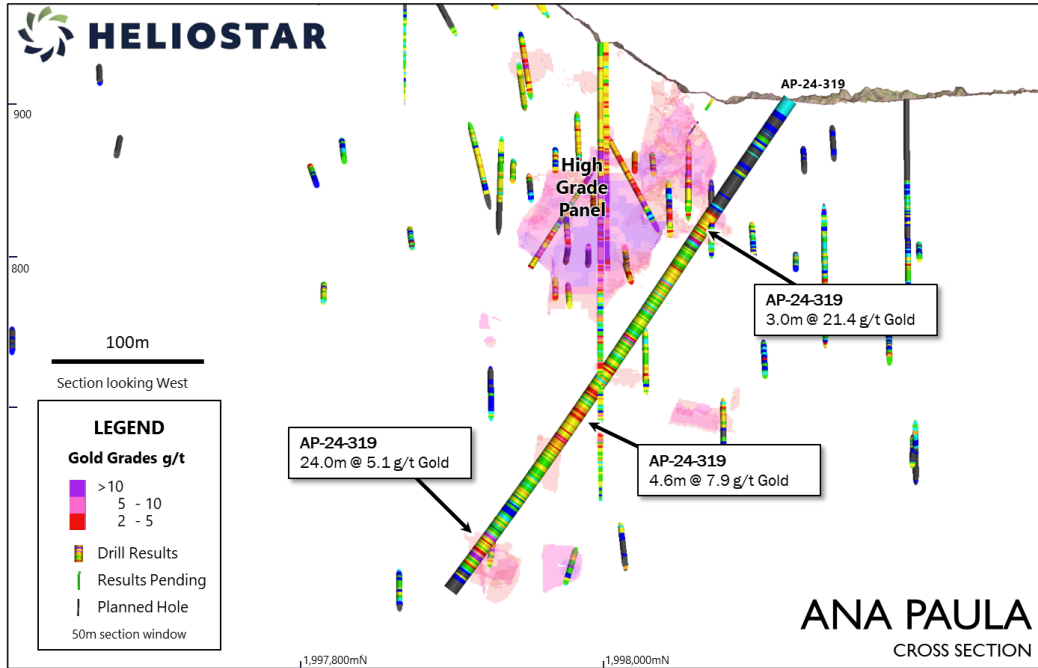 HELIOSTAR
AP-24-319
900
High
Grade
Panel
800
AP-24-319
3.0m @ 21.4 g/t Gold
100m
Section looking West
LEGEND
Gold Grades g/t
>10
5 - 10
2 - 5
Drill Results
Results Pending
Planned Hole
50m section window
AP-24-319
24.0m @ 5.1 g/t Gold
AP-24-319
4.6m @ 7.9 g/t Gold
ANA PAULA
CROSS SECTION
1,997,800mN
1,998,000mN